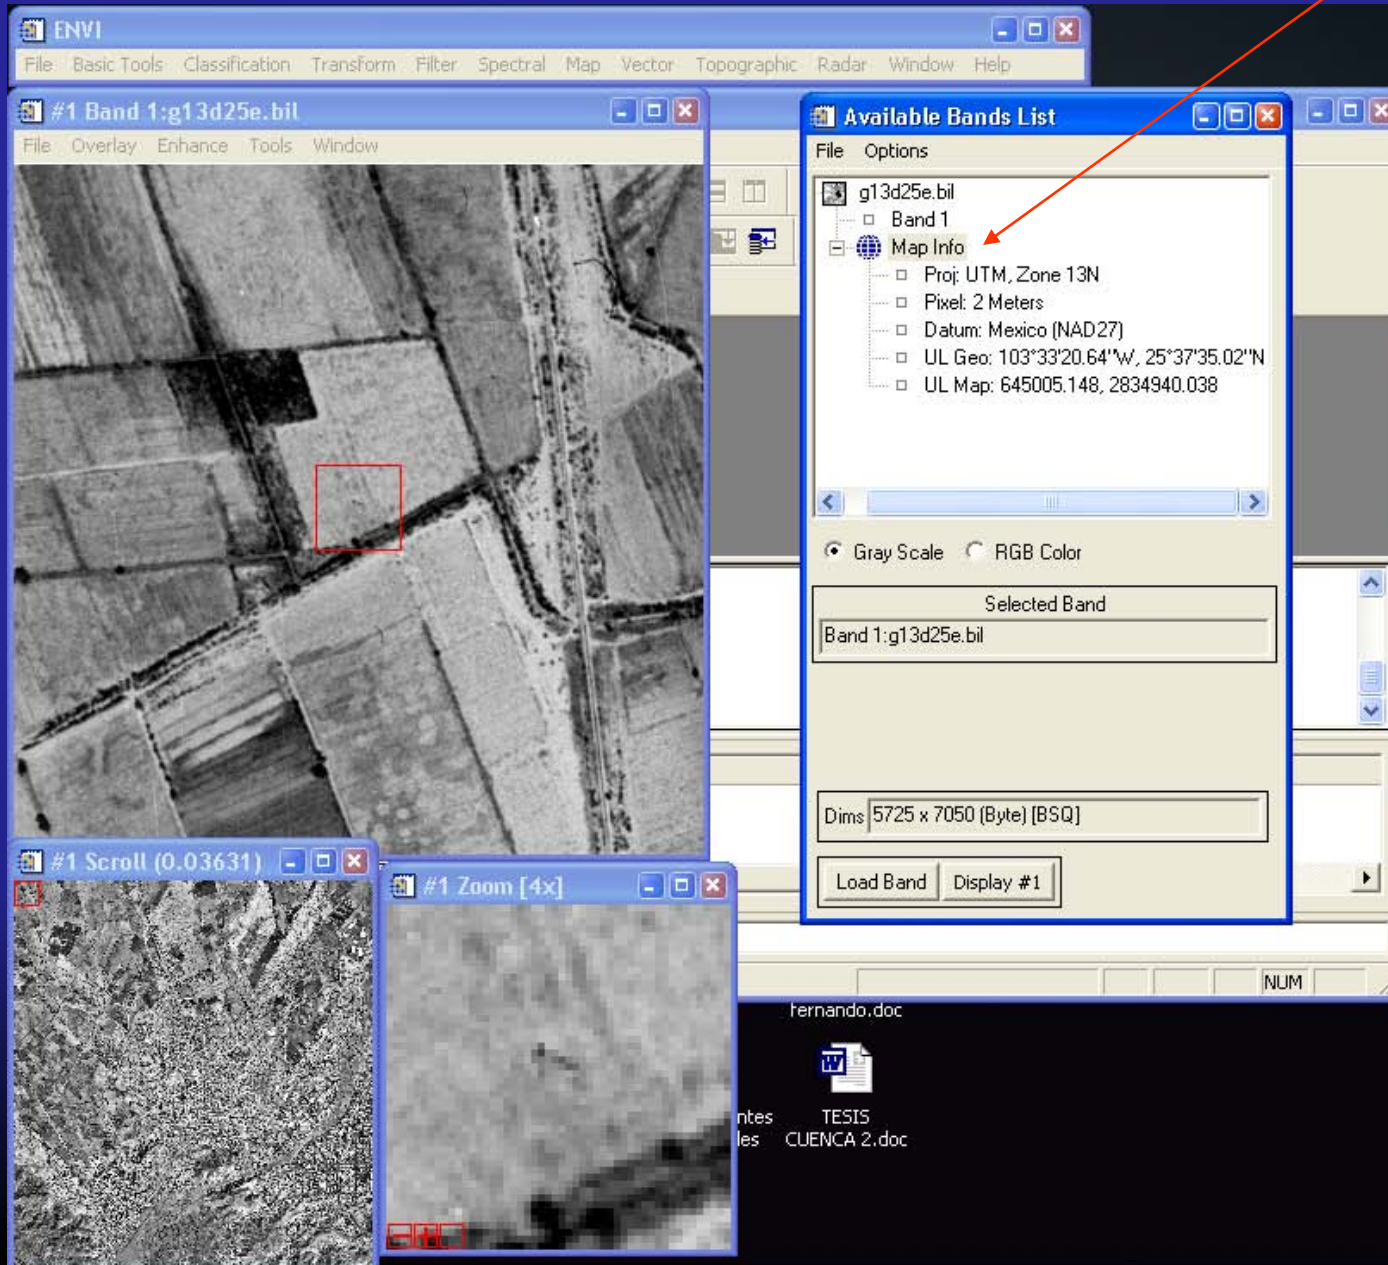 ENVI
File Basic Tools Classification Transform Filter Spectral Map Vector Topographic Radar Window Help
#1 Band 1:g13d25e.bil
File Overlay Enhance Tools Window
Available Bands List
File Options
g13d25e.bil
Band 1
Map Info
Proj: UTM, Zone 13N
Pixel: 2 Meters
Datum: Mexico (NAD27)
UL Geo: 103°33'20.64"W, 25°37'35.02"N
UL Map: 645005.148, 2834940.038
Gray Scale RGB Color
Selected Band
Band 1:g13d25e.bil
Dims 5725 x 7050 (Byte) [BSQ]
Load Band Display #1
#1 Scroll (0.03631)
#1 Zoom [4x]
NUM
fernando.doc
ntes
les
TESIS
CUENCA 2.doc